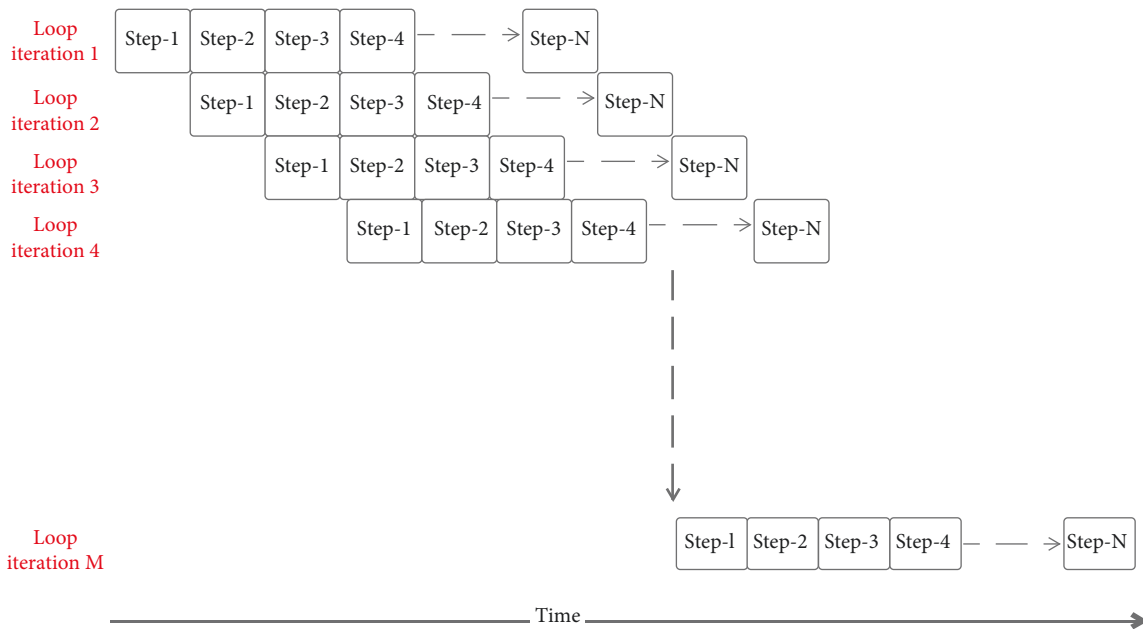 Loop
iteration 1
Step-1 Step-2 Step-3 Step-4 Step-N
Loop
iteration 2
Step-1 Step-2 Step-3 Step-4 Step-N
Loop
iteration 3
Step-1 Step-2 Step-3 Step-4 Step-N
Loop
iteration 4
Step-1 Step-2 Step-3 Step-4 Step-N
Loop
iteration M
Step-l Step-2 Step-3 Step-4 Step-N
Time